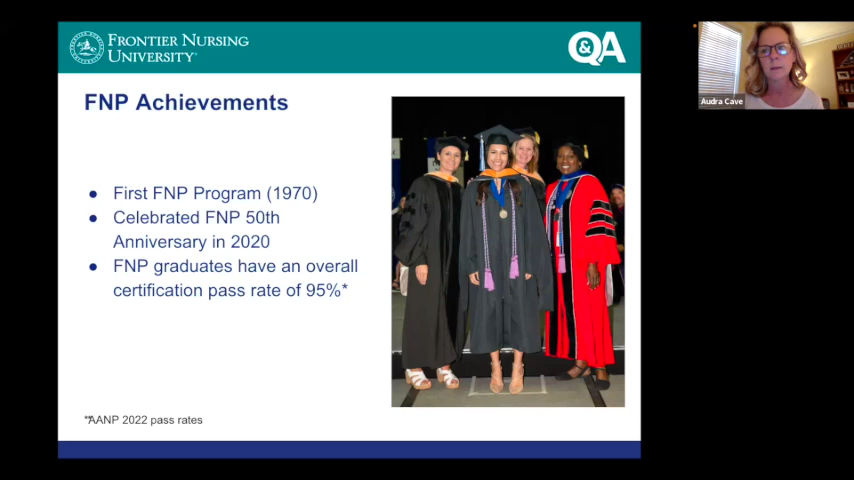 FRONTIER NURSING
UNIVERSITY
Q&A
FNP Achievements
● First FNP Program (1970)
● Celebrated FNP 50th
Anniversary in 2020
● FNP graduates have an overall
certification pass rate of 95%*
**AANP 2022 pass rates
Audra Cave